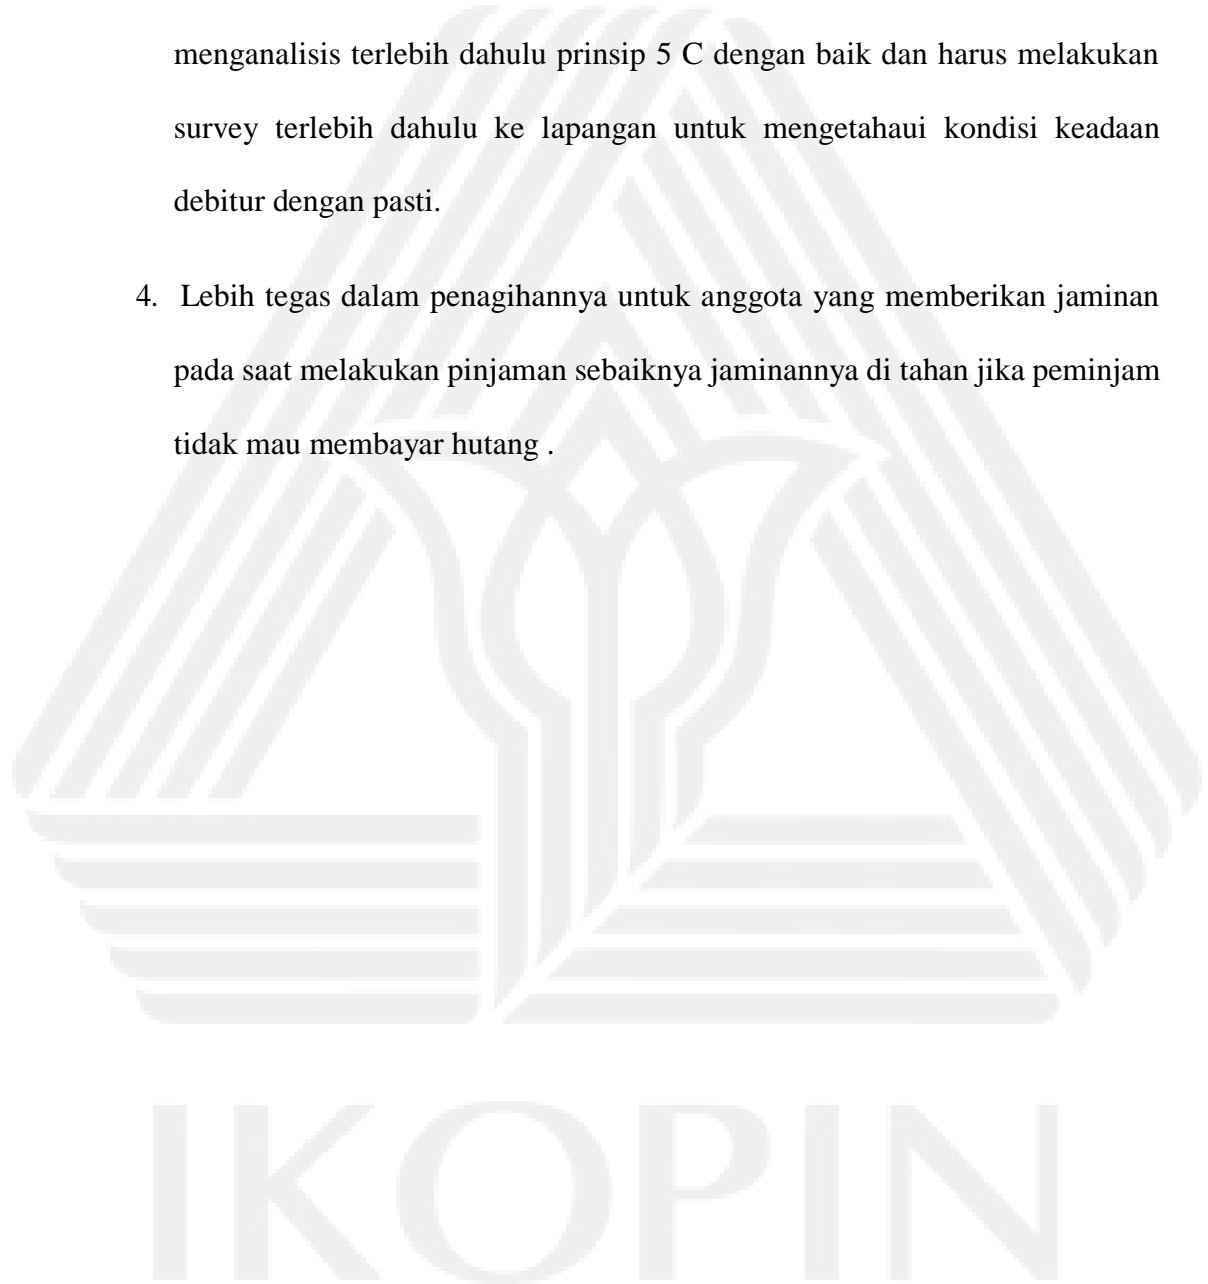 menganalisis terlebih dahulu prinsip 5 C dengan baik dan harus melakukan
survey terlebih dahulu ke lapangan untuk mengetahaui kondisi keadaan
debitur dengan pasti.
4. Lebih tegas dalam penagihannya untuk anggota yang memberikan jaminan
pada saat melakukan pinjaman sebaiknya jaminannya di tahan jika peminjam
tidak mau membayar hutang .
IKOPIN